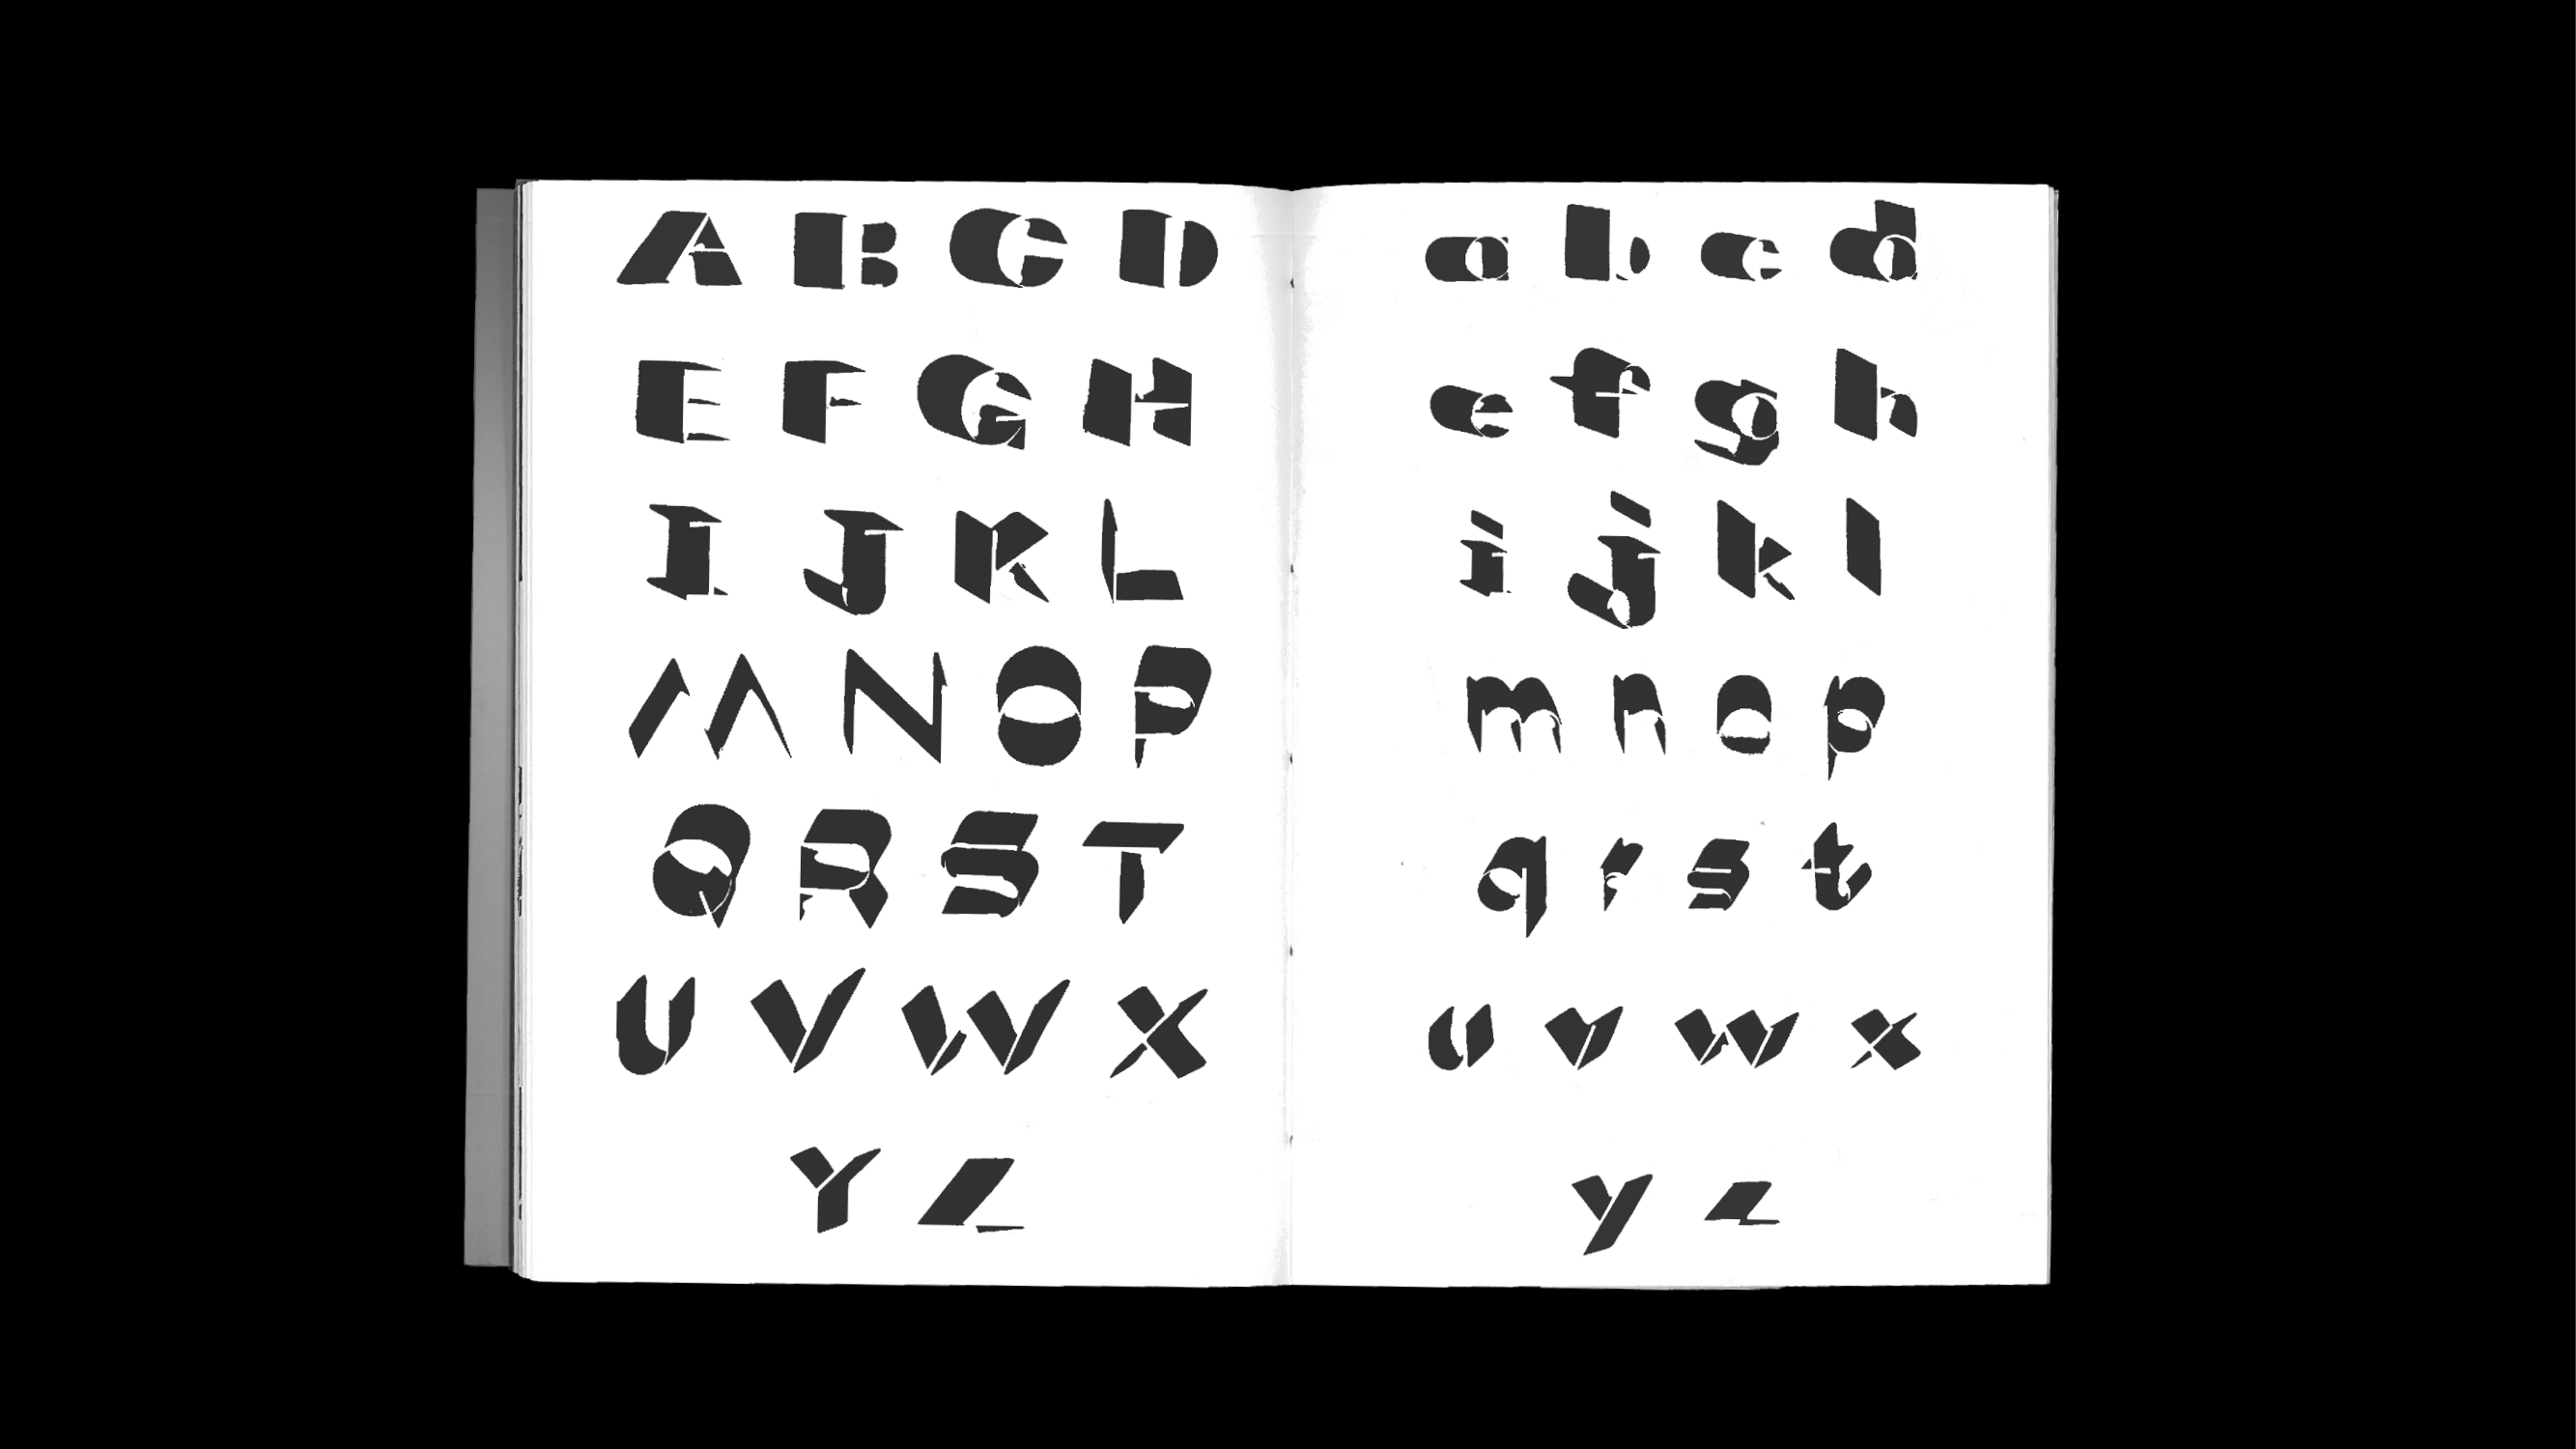 A B C D
E F G H
I J K L
M N O P
Q R S T
U V W X
Y Z
a b c d
e f g h
i j k l
m n o p
q r s t
u v w x
y z